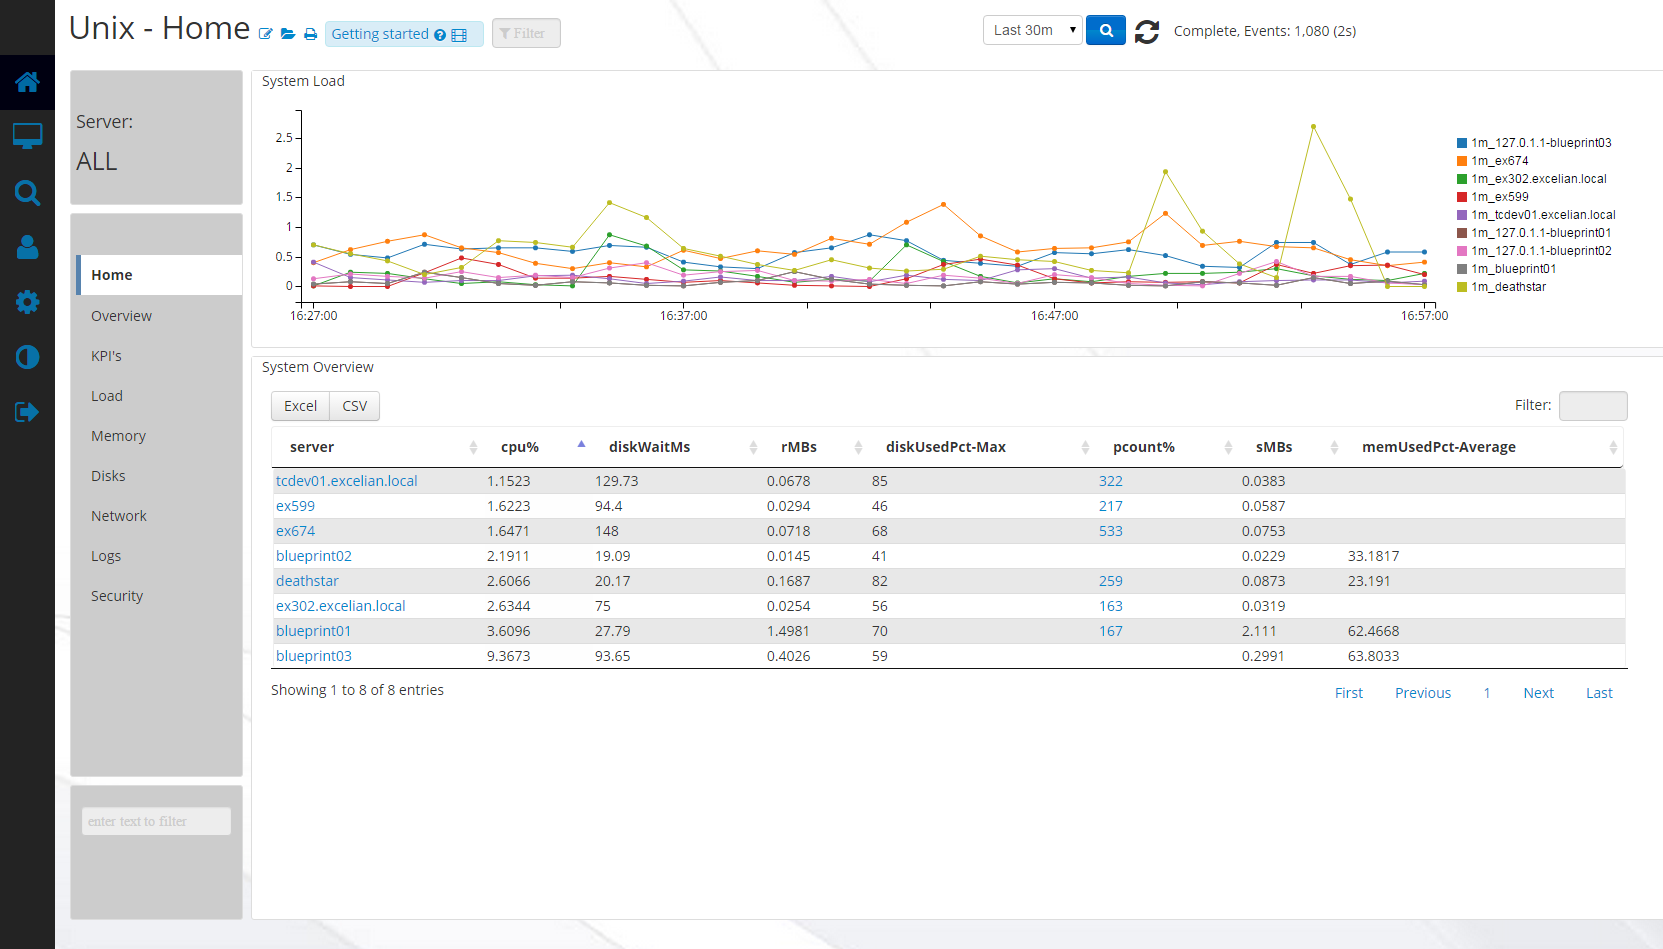 Unix - Home Getting started Filter Last 30m Complete, Events: 1,080 (2s)
Server:
ALL
Home
Overview
KPI's
Load
Memory
Disks
Network
Logs
Security
enter text to filter
System Load
2.5
2
1.5
1
0.5
0
16:27:00 16:37:00 16:47:00 16:57:00
1m_127.0.1.1-blueprint03
1m_ex674
1m_ex302.excelian.local
1m_ex599
1m_tcdev01.excelian.local
1m_127.0.1.1-blueprint01
1m_127.0.1.1-blueprint02
1m_blueprint01
1m_deathstar
System Overview
Excel CSV Filter:
server cpu% diskWaitMs rMBs diskUsedPct-Max pcount% sMBs memUsedPct-Average
tcdev01.excelian.local 1.1523 129.73 0.0678 85 322 0.0383
ex599 1.6223 94.4 0.0294 46 217 0.0587
ex674 1.6471 148 0.0718 68 533 0.0753
blueprint02 2.1911 19.09 0.0145 41 0.0229 33.1817
deathstar 2.6066 20.17 0.1687 82 259 0.0873 23.191
ex302.excelian.local 2.6344 75 0.0254 56 163 0.0319
blueprint01 3.6096 27.79 1.4981 70 167 2.111 62.4668
blueprint03 9.3673 93.65 0.4026 59 0.2991 63.8033
Showing 1 to 8 of 8 entries First Previous 1 Next Last